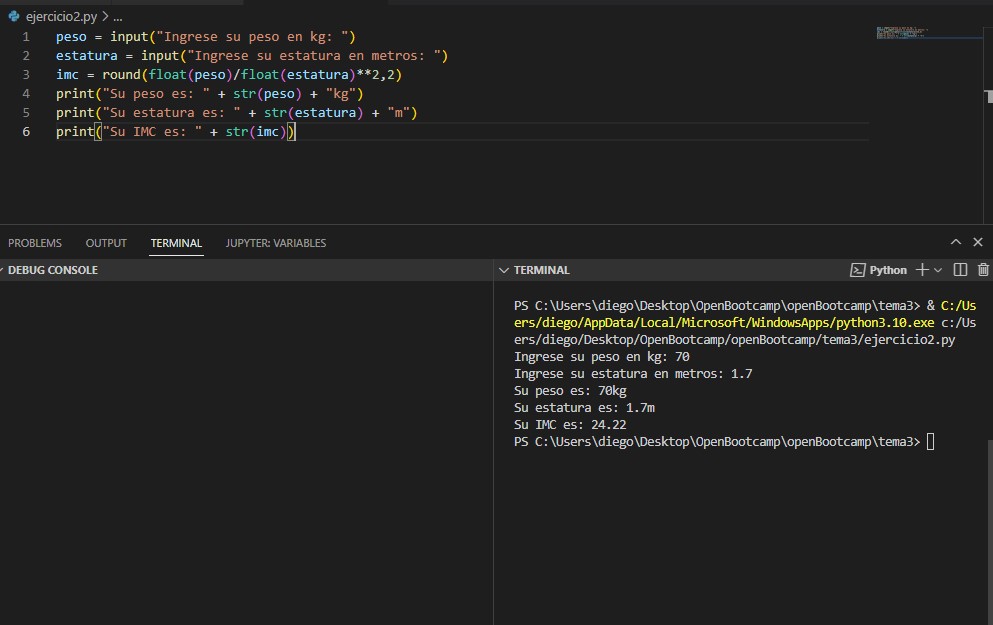 ejercicio2.py > ...
1 peso = input("Ingrese su peso en kg: ")
2 estatura = input("Ingrese su estatura en metros: ")
3 imc = round(float(peso)/float(estatura)**2,2)
4 print("Su peso es: " + str(peso) + "kg")
5 print("Su estatura es: " + str(estatura) + "m")
6 print("Su IMC es: " + str(imc))
PROBLEMS OUTPUT TERMINAL JUPYTER: VARIABLES
DEBUG CONSOLE
TERMINAL
Python
PS C:\Users\diego\Desktop\OpenBootcamp\openBootcamp\tema3> & C:/Us
ers/diego/AppData/Local/Microsoft/WindowsApps/python3.10.exe c:/Us
ers/diego/Desktop/OpenBootcamp/openBootcamp/tema3/ejercicio2.py
Ingrese su peso en kg: 70
Ingrese su estatura en metros: 1.7
Su peso es: 70kg
Su estatura es: 1.7m
Su IMC es: 24.22
PS C:\Users\diego\Desktop\OpenBootcamp\openBootcamp\tema3>